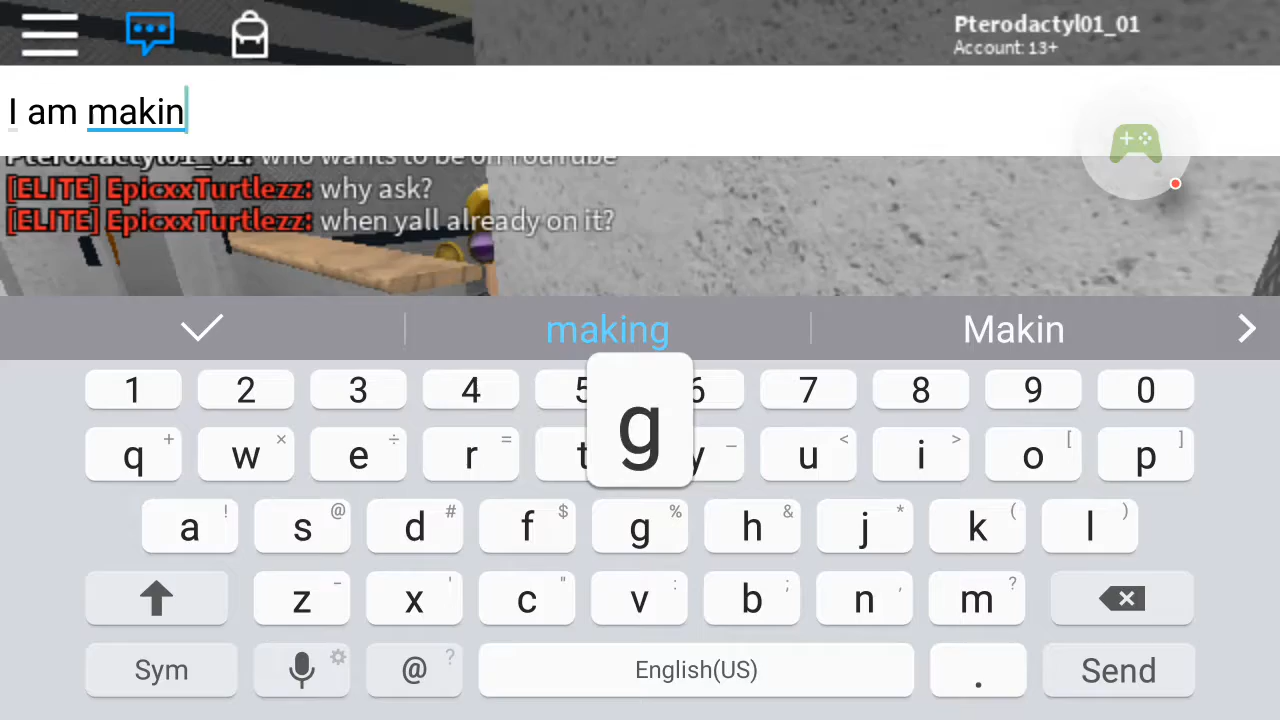 Pterodactyl01_01
Account: 13+
I am makin
Pterodactyl01_01: who wants to be on YouTube
[ELITE] EpicxxTurtlezz: why ask?
[ELITE] EpicxxTurtlezz: when yall already on it?
making Makin
1 2 3 4 5 6 7 8 9 0
g
+ × ÷ = – < > [ ]
q w e r t y u i o p
! @ # $ % & * ( )
a s d f g h j k l
- ' " : ; , ?
z x c v b n m
Sym @ ? English(US) . Send